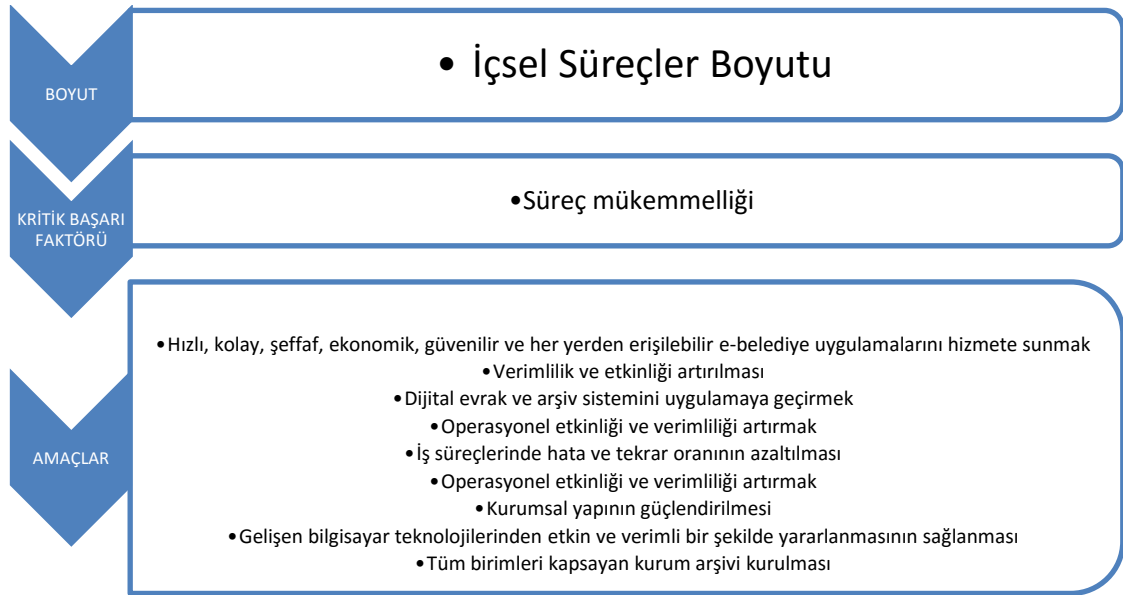 BOYUT
• İçsel Süreçler Boyutu
KRİTİK BAŞARI
FAKTÖRÜ
•Süreç mükemmelliği
AMAÇLAR
•Hızlı, kolay, şeffaf, ekonomik, güvenilir ve her yerden erişilebilir e-belediye uygulamalarını hizmete sunmak
•Verimlilik ve etkinliği artırılması
•Dijital evrak ve arşiv sistemini uygulamaya geçirmek
•Operasyonel etkinliği ve verimliliği artırmak
•İş süreçlerinde hata ve tekrar oranının azaltılması
•Operasyonel etkinliği ve verimliliği artırmak
•Kurumsal yapının güçlendirilmesi
•Gelişen bilgisayar teknolojilerinden etkin ve verimli bir şekilde yararlanmasının sağlanması
•Tüm birimleri kapsayan kurum arşivi kurulması